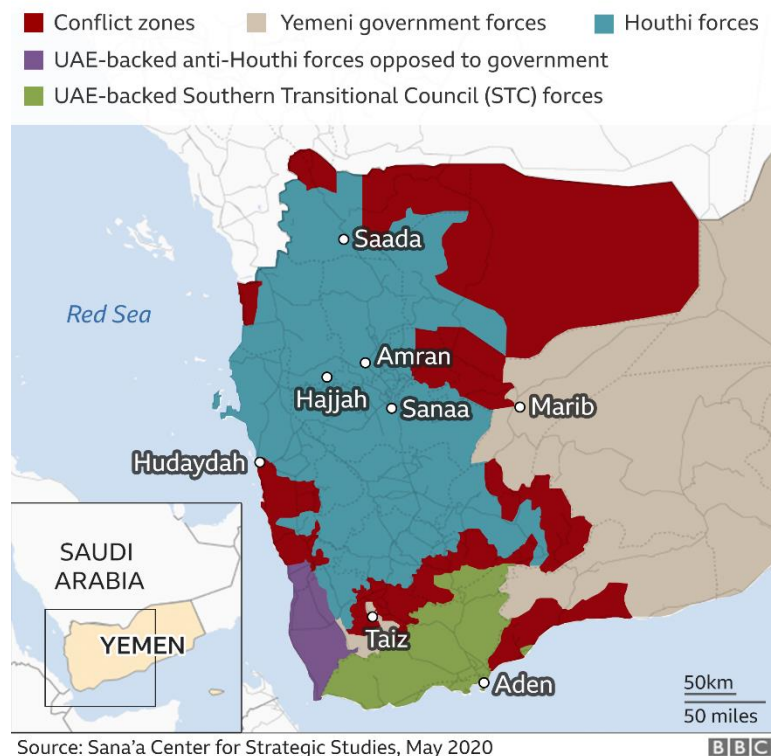 Conflict zones
Yemeni government forces
Houthi forces
UAE-backed anti-Houthi forces opposed to government
UAE-backed Southern Transitional Council (STC) forces
Saada
Red Sea
Amran
Hajjah
Sanaa
Marib
Hudaydah
SAUDI
ARABIA
YEMEN
Taiz
Aden
50km
50 miles
Source: Sana'a Center for Strategic Studies, May 2020
BBC